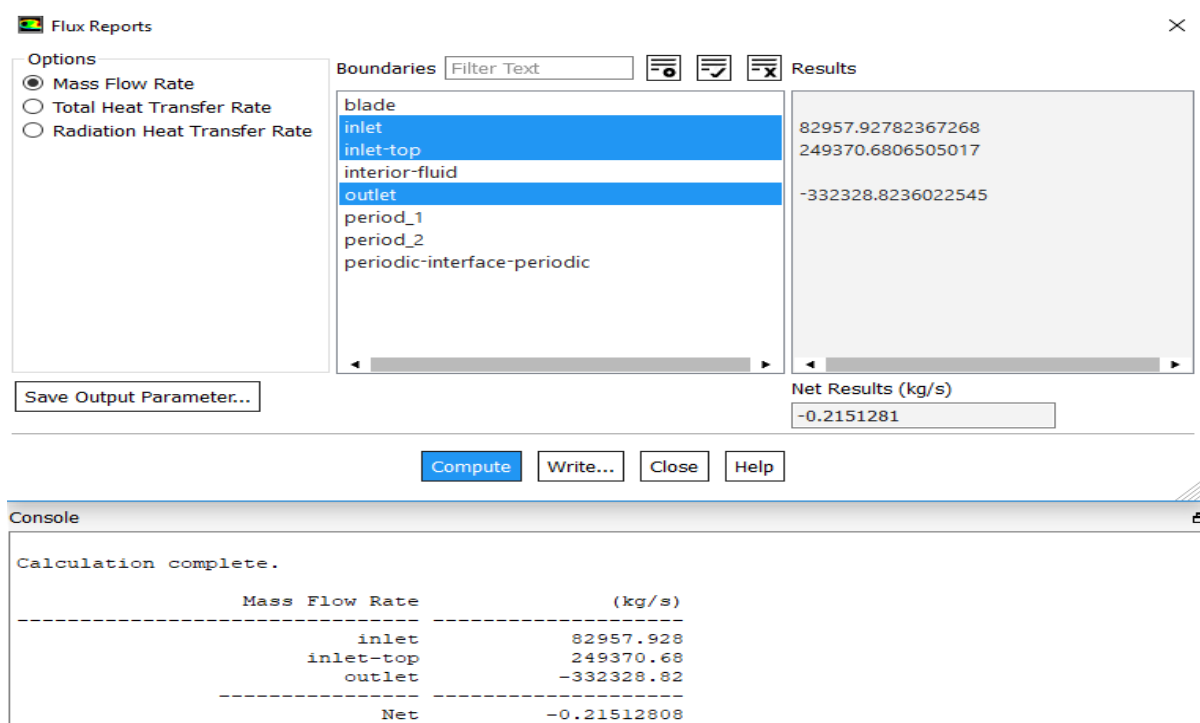 Flux Reports
Options
Mass Flow Rate
Total Heat Transfer Rate
Radiation Heat Transfer Rate
Boundaries Filter Text
blade
inlet
inlet-top
interior-fluid
outlet
period_1
period_2
periodic-interface-periodic
Results
82957.92782367268
249370.6806505017
-332328.8236022545
Save Output Parameter...
Net Results (kg/s)
-0.2151281
Compute Write... Close Help
Console
Calculation complete.
Mass Flow Rate (kg/s)
-------------------------------- --------------------
inlet 82957.928
inlet-top 249370.68
outlet -332328.82
---------------- --------------------
Net -0.21512808